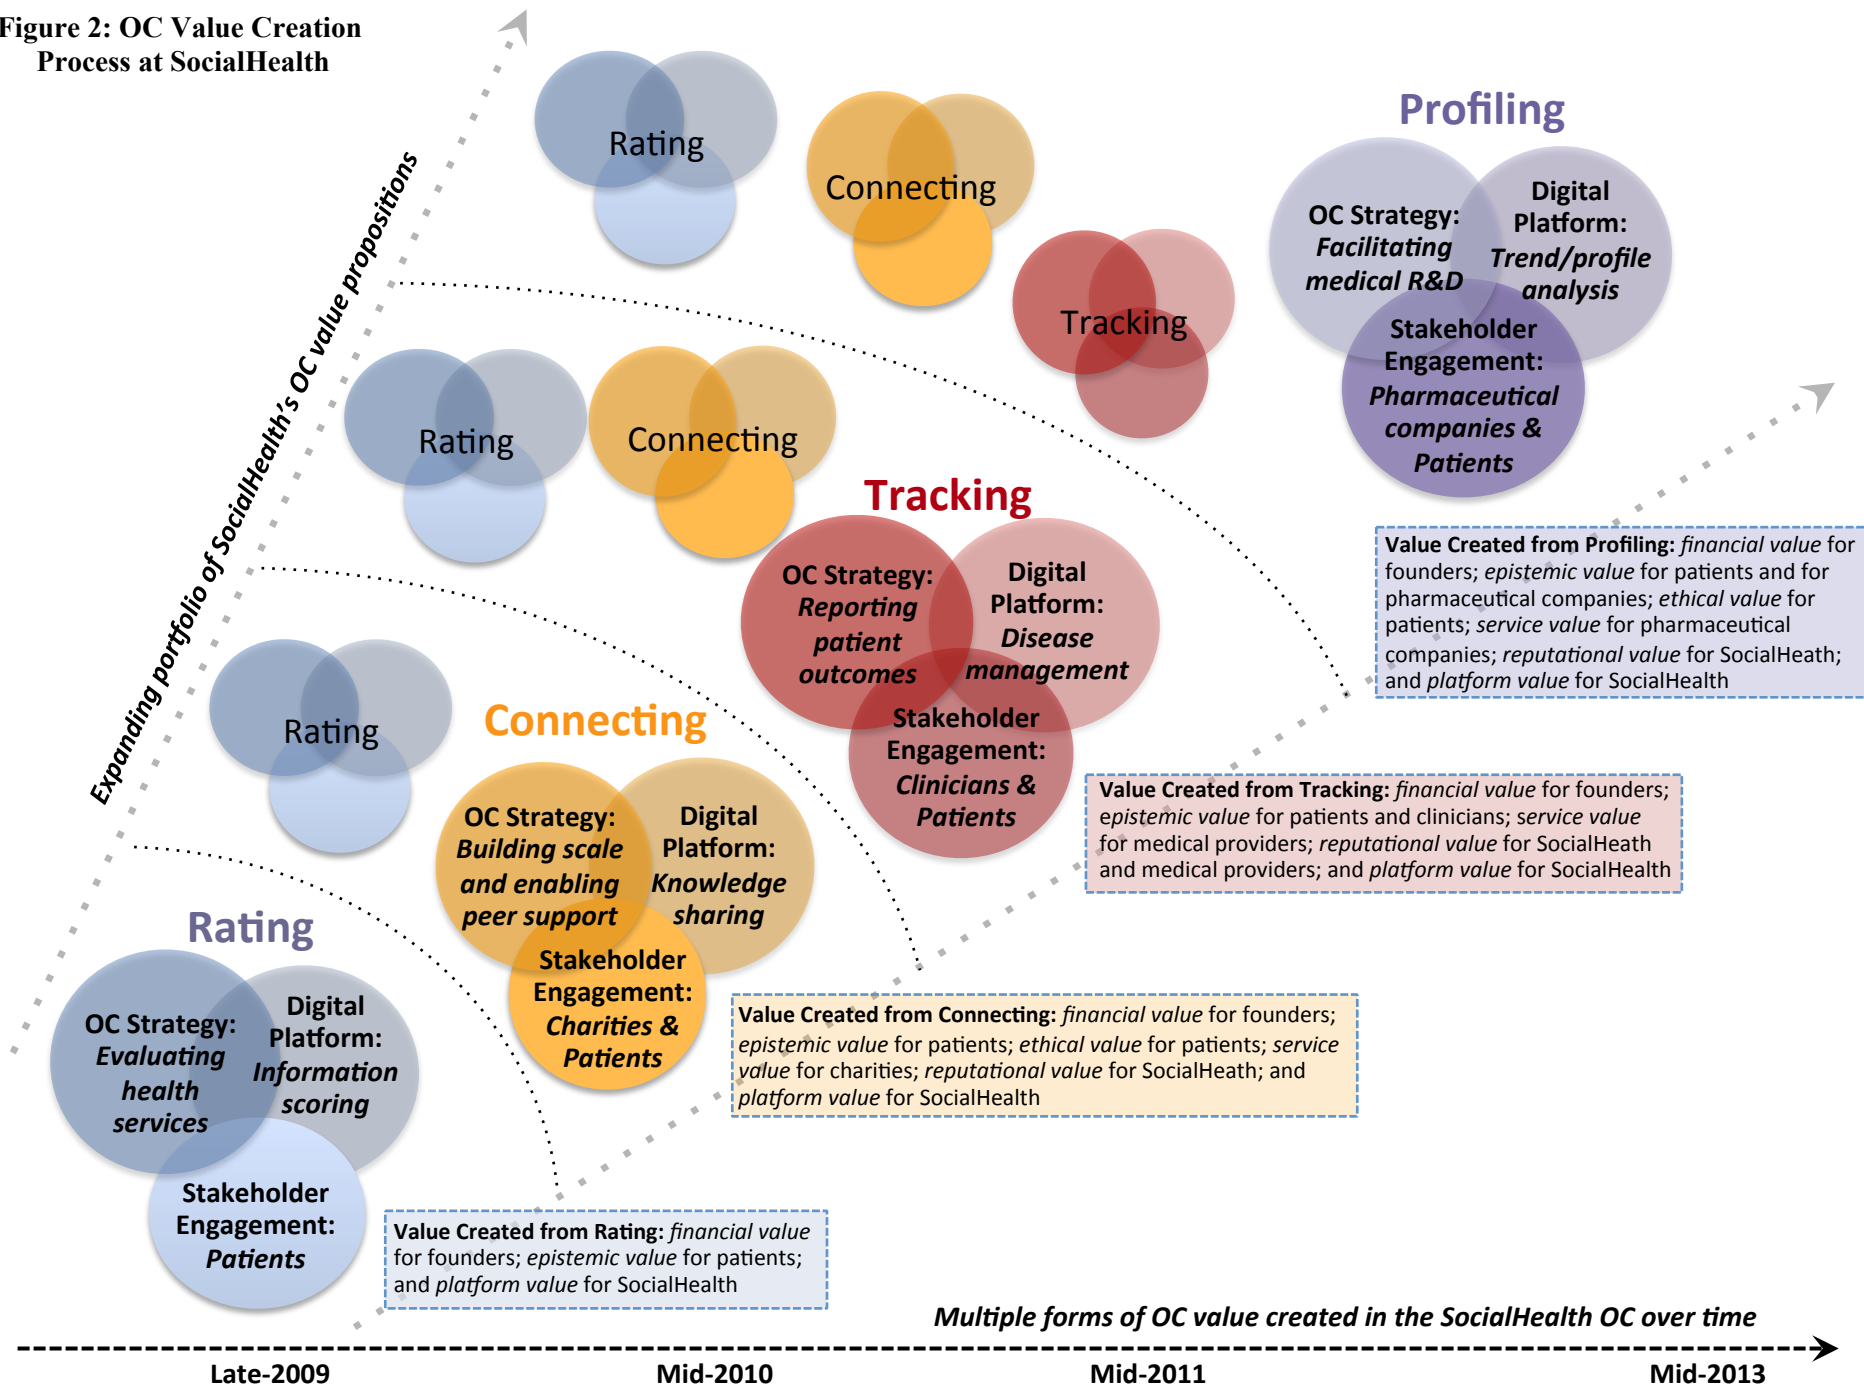 Figure 2: OC Value Creation
Process at SocialHealth
Expanding portfolio of SocialHealth's OC value propositions
Rating
Connecting
Tracking
Profiling
OC Strategy:
Facilitating
medical R&D
Digital
Platform:
Trend/profile
analysis
Stakeholder
Engagement:
Pharmaceutical
companies &
Patients
Value Created from Profiling: financial value for
founders; epistemic value for patients and for
pharmaceutical companies; ethical value for
patients; service value for pharmaceutical
companies; reputational value for SocialHeath;
and platform value for SocialHealth
Rating
Connecting
Tracking
OC Strategy:
Reporting
patient
outcomes
Digital
Platform:
Disease
management
Stakeholder
Engagement:
Clinicians &
Patients
Value Created from Tracking: financial value for founders;
epistemic value for patients and clinicians; service value
for medical providers; reputational value for SocialHeath
and medical providers; and platform value for SocialHealth
Rating
Connecting
OC Strategy:
Building scale
and enabling
peer support
Digital
Platform:
Knowledge
sharing
Stakeholder
Engagement:
Charities &
Patients
Value Created from Connecting: financial value for founders;
epistemic value for patients; ethical value for patients; service
value for charities; reputational value for SocialHeath; and
platform value for SocialHealth
Rating
OC Strategy:
Evaluating
health
services
Digital
Platform:
Information
scoring
Stakeholder
Engagement:
Patients
Value Created from Rating: financial value
for founders; epistemic value for patients;
and platform value for SocialHealth
Multiple forms of OC value created in the SocialHealth OC over time
Late-2009
Mid-2010
Mid-2011
Mid-2013